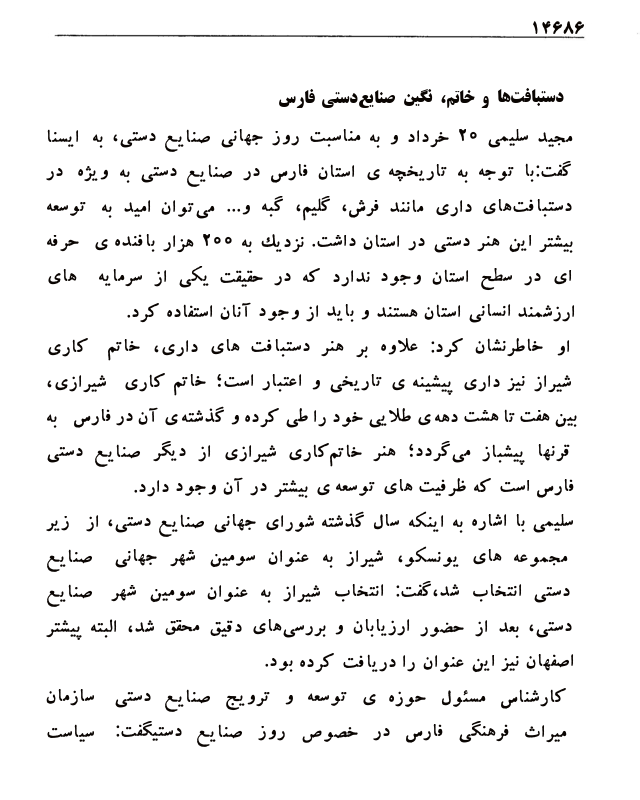 ۱۴۶۸۶
دستبافت‌ها و خاتم، نگین صنایع‌دستی فارس
مجید سلیمی ۲۰ خرداد و به مناسبت روز جهانی صنایع دستی، به ایسنا
گفت:با توجه به تاریخچه ی استان فارس در صنایع دستی به ویژه در
دستبافت‌های داری مانند فرش، گلیم، گبه و... می‌توان امید به توسعه
بیشتر این هنر دستی در استان داشت. نزدیك به ۲۰۰ هزار بافنده ی حرفه
ای در سطح استان وجود ندارد که در حقیقت یکی از سرمایه های
ارزشمند انسانی استان هستند و باید از وجود آنان استفاده کرد.
او خاطرنشان کرد: علاوه بر هنر دستبافت های داری، خاتم کاری
شیراز نیز داری پیشینه ی تاریخی و اعتبار است؛ خاتم کاری شیرازی،
بین هفت تا هشت دهه‌ی طلایی خود را طی کرده و گذشته‌ی آن در فارس به
قرنها پیشباز می‌گردد؛ هنر خاتم‌کاری شیرازی از دیگر صنایع دستی
فارس است که ظرفیت های توسعه ی بیشتر در آن وجود دارد.
سلیمی با اشاره به اینکه سال گذشته شورای جهانی صنایع دستی، از زیر
مجموعه های یونسکو، شیراز به عنوان سومین شهر جهانی صنایع
دستی انتخاب شد،گفت: انتخاب شیراز به عنوان سومین شهر صنایع
دستی، بعد از حضور ارزیابان و بررسی‌های دقیق محقق شد، البته پیشتر
اصفهان نیز این عنوان را دریافت کرده بود.
کارشناس مسئول حوزه ی توسعه و ترویج صنایع دستی سازمان
میراث فرهنگی فارس در خصوص روز صنایع دستیگفت: سیاست